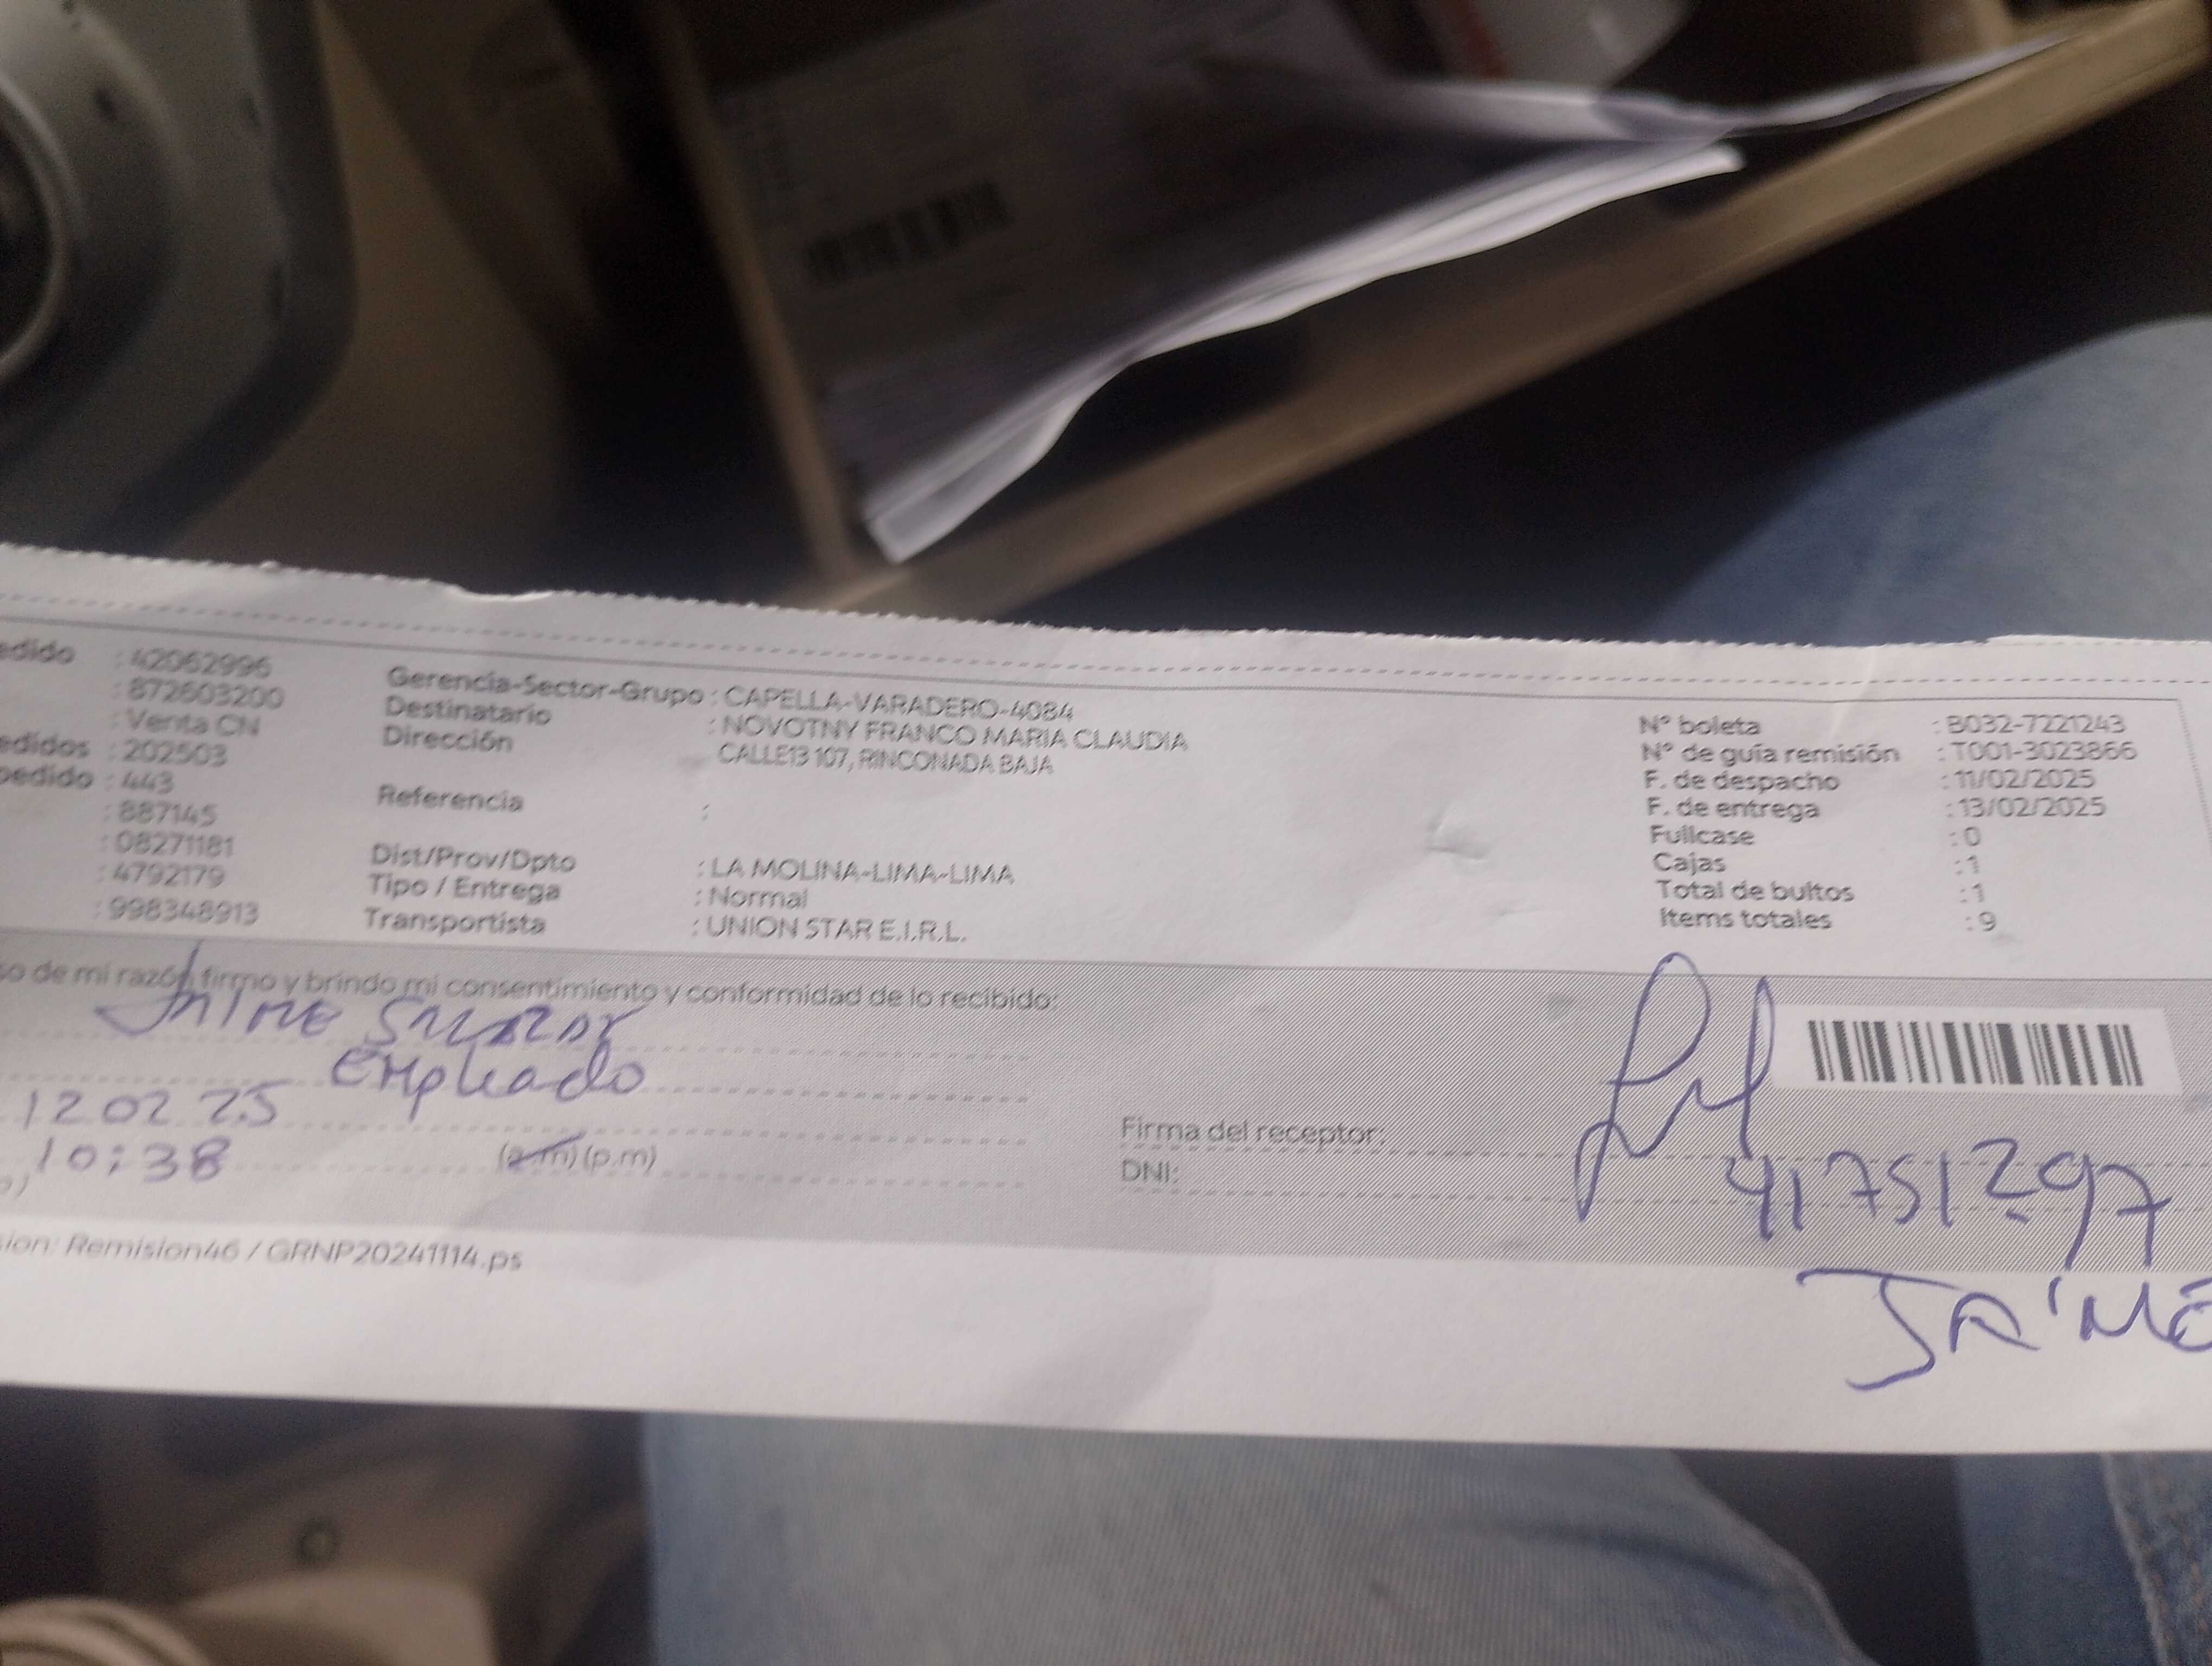 edido : 42062996
: 872603200
: Venta CN
edidos : 202503
pedido : 443
: 887145
: 08271181
: 4792179
: 998348913
Gerencia-Sector-Grupo : CAPELLA-VARADERO-4084
Destinatario : NOVOTNY FRANCO MARIA CLAUDIA
Dirección CALLE13 107, RINCONADA BAJA
Referencia :
Dist/Prov/Dpto : LA MOLINA-LIMA-LIMA
Tipo / Entrega : Normal
Transportista : UNION STAR E.I.R.L.
N° boleta : B032-7221243
N° de guía remisión : T001-3023866
F. de despacho : 11/02/2025
F. de entrega : 13/02/2025
Fullcase : 0
Cajas : 1
Total de bultos : 1
Items totales : 9
so de mi razón, firmo y brindo mi consentimiento y conformidad de lo recibido:
JAIME SALAZAR
Empleado
12 02 25
10:38 (a.m) (p.m)
Firma del receptor:
DNI: 41751297
JAIME
sion: Remision46 / GRNP20241114.ps